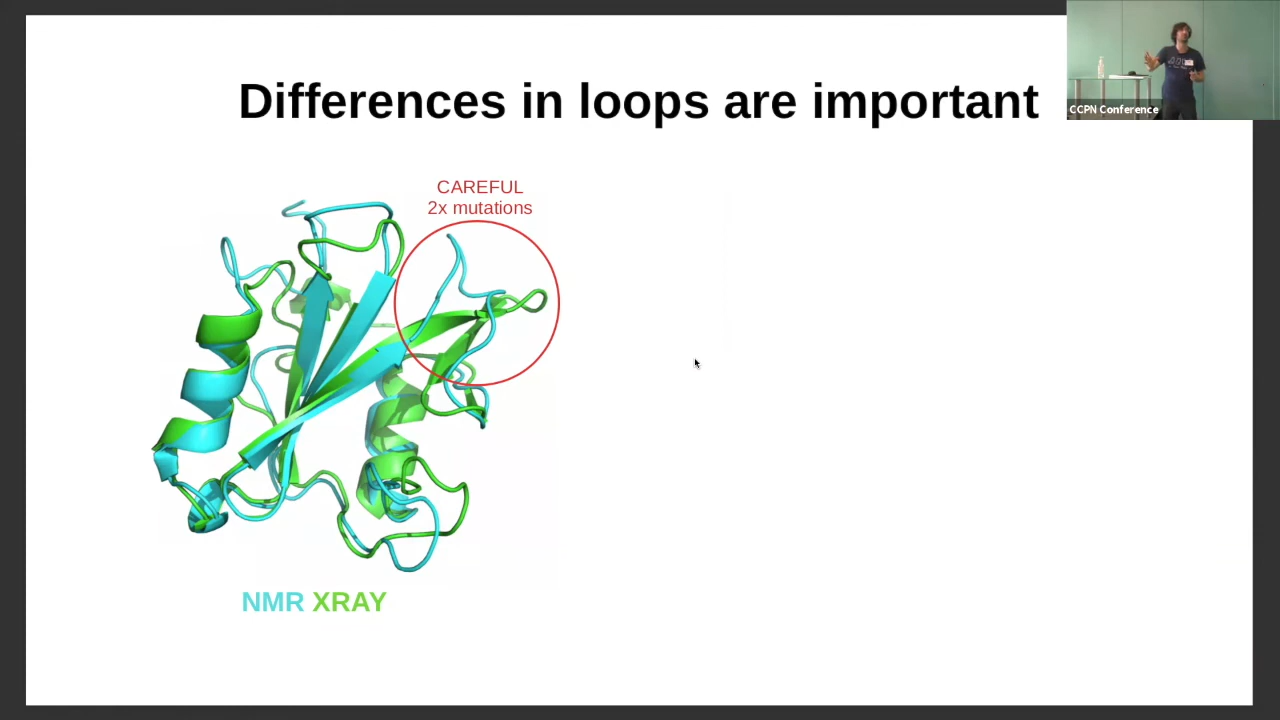 Differences in loops are important
CCPN Conference
CAREFUL
2x mutations
NMR XRAY